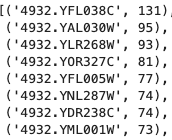 [('4932.YFL038C', 131),
('4932.YAL030W', 95),
('4932.YLR268W', 93),
('4932.YOR327C', 81),
('4932.YFL005W', 77),
('4932.YNL287W', 74),
('4932.YDR238C', 74),
('4932.YML001W', 73),